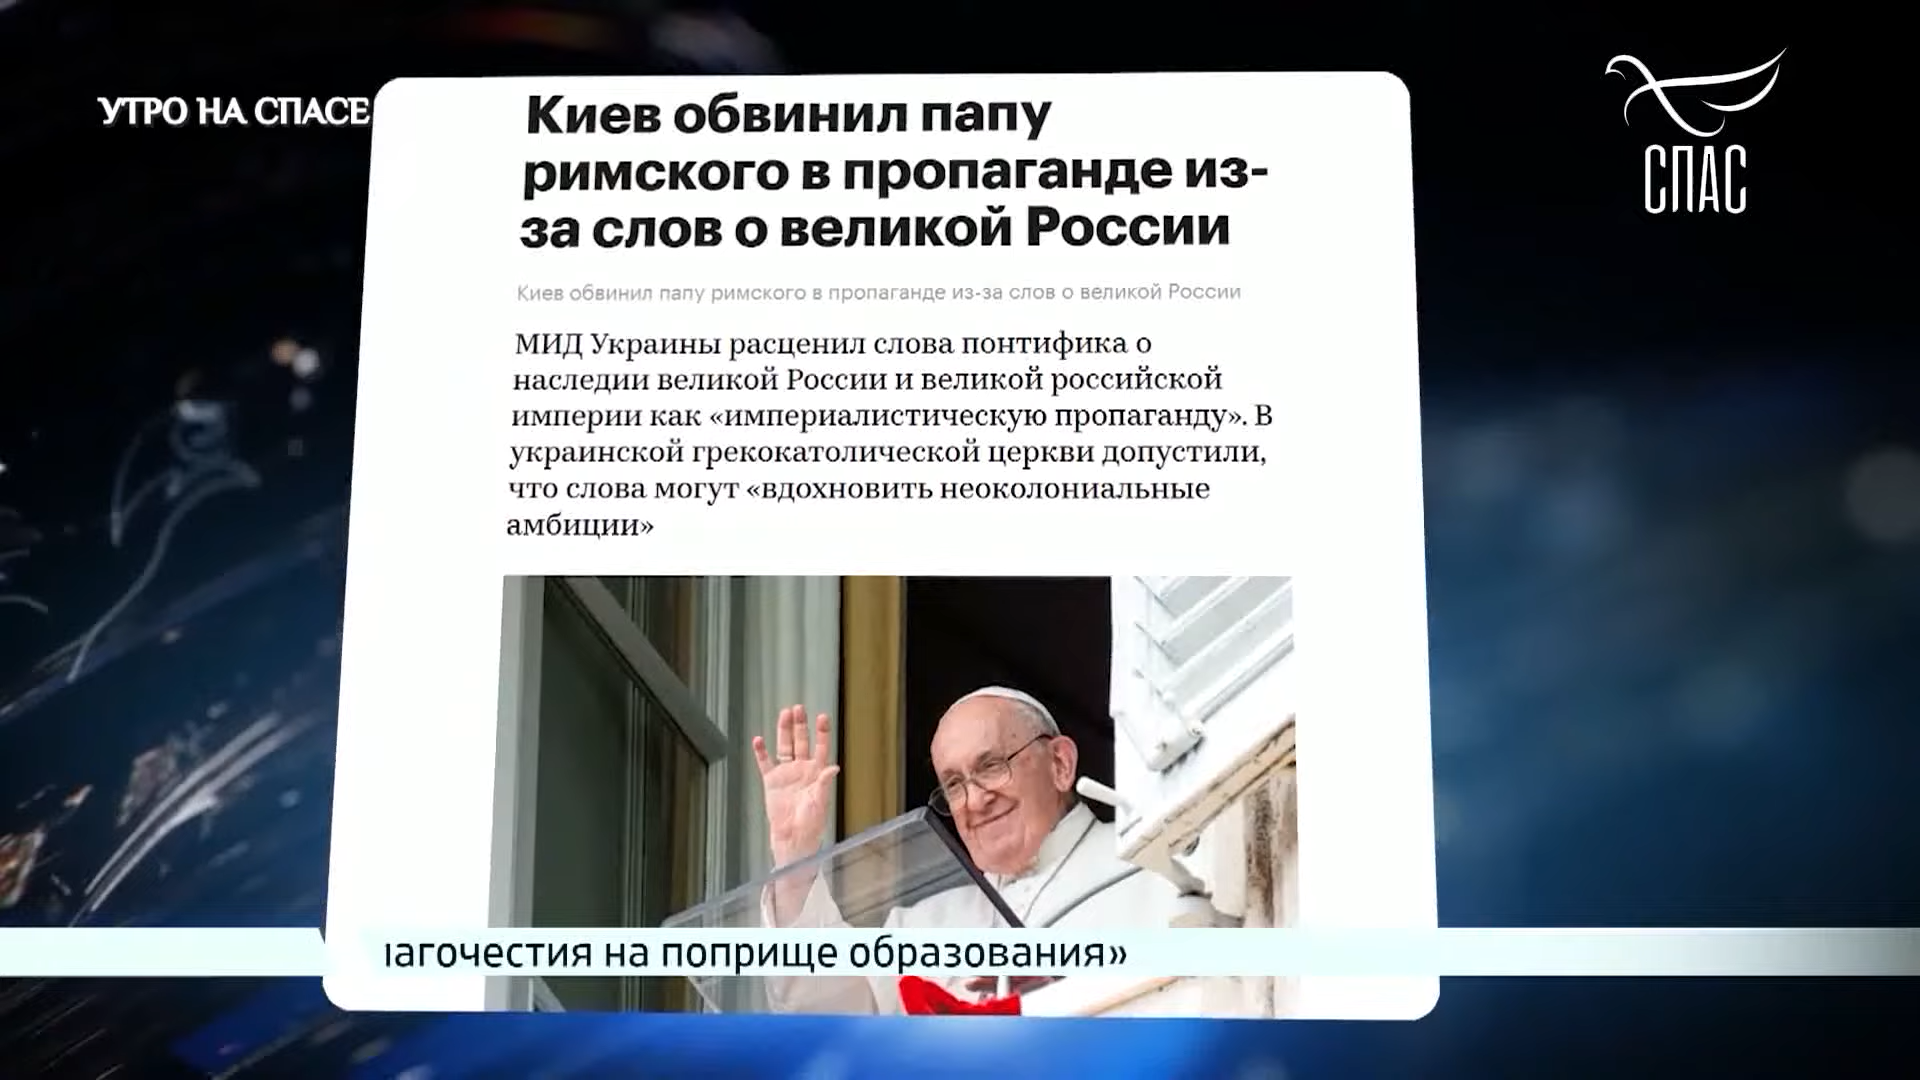 УТРО НА СПАСЕ
СПАС
Киев обвинил папу
римского в пропаганде из-
за слов о великой России
Киев обвинил папу римского в пропаганде из-за слов о великой России
МИД Украины расценил слова понтифика о
наследии великой России и великой российской
империи как «империалистическую пропаганду». В
украинской грекокатолической церкви допустили,
что слова могут «вдохновить неоколониальные
амбиции»
на поприще образования»